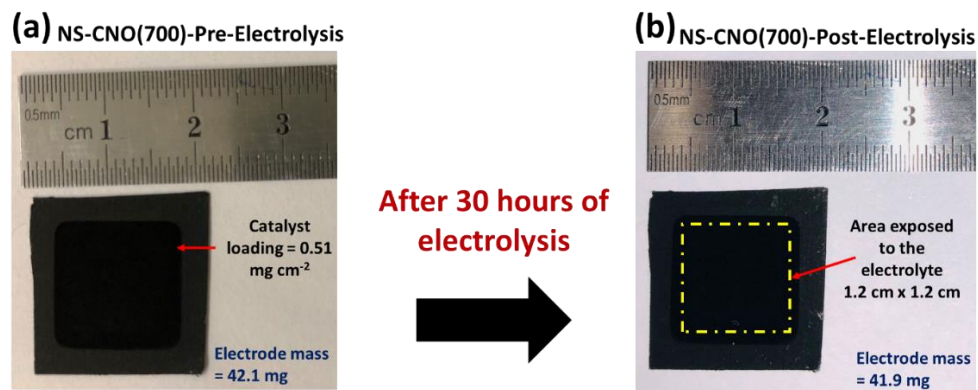 (a) NS-CNO(700)-Pre-Electrolysis
0.5mm
cm 1 2 3
Catalyst
loading = 0.51
mg cm⁻²
Electrode mass
= 42.1 mg
After 30 hours of
electrolysis
(b) NS-CNO(700)-Post-Electrolysis
0.5mm
cm 1 2 3
Area exposed
to the
electrolyte
1.2 cm x 1.2 cm
Electrode mass
= 41.9 mg